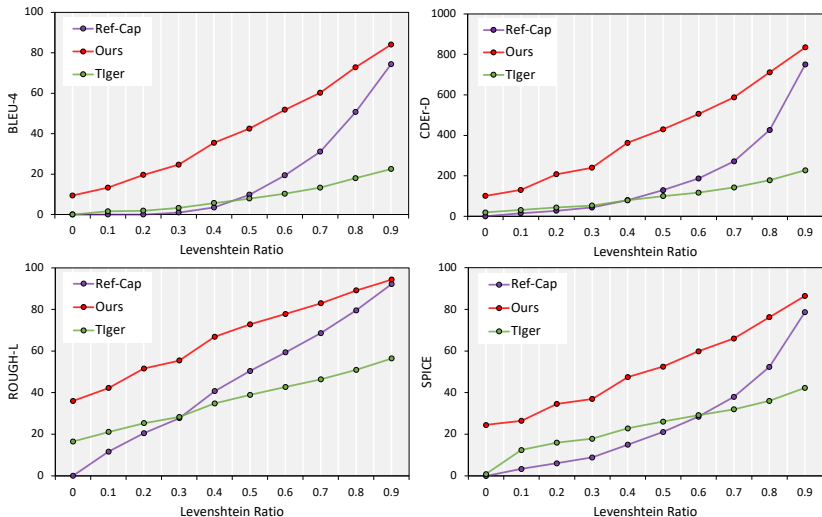 BLEU-4
80
60
40
20
0
Ref-Cap
Ours
TIger
0 0.1 0.2 0.3 0.4 0.5 0.6 0.7 0.8 0.9
Levenshtein Ratio
CDEr-D
1000
800
600
400
200
0
Ref-Cap
Ours
TIger
0 0.1 0.2 0.3 0.4 0.5 0.6 0.7 0.8 0.9
Levenshtein Ratio
ROUGH-L
100
80
60
40
20
0
Ref-Cap
Ours
TIger
0 0.1 0.2 0.3 0.4 0.5 0.6 0.7 0.8 0.9
Levenshtein Ratio
SPICE
100
80
60
40
20
0
Ref-Cap
Ours
TIger
0 0.1 0.2 0.3 0.4 0.5 0.6 0.7 0.8 0.9
Levenshtein Ratio